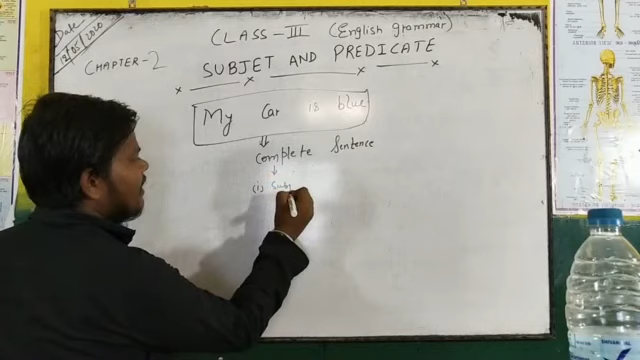 Date
12/05/2020
CLASS-III (English grammar)
CHAPTER-2
SUBJET AND PREDICATE
My Car is blue
Complete Sentence
(i) Sub